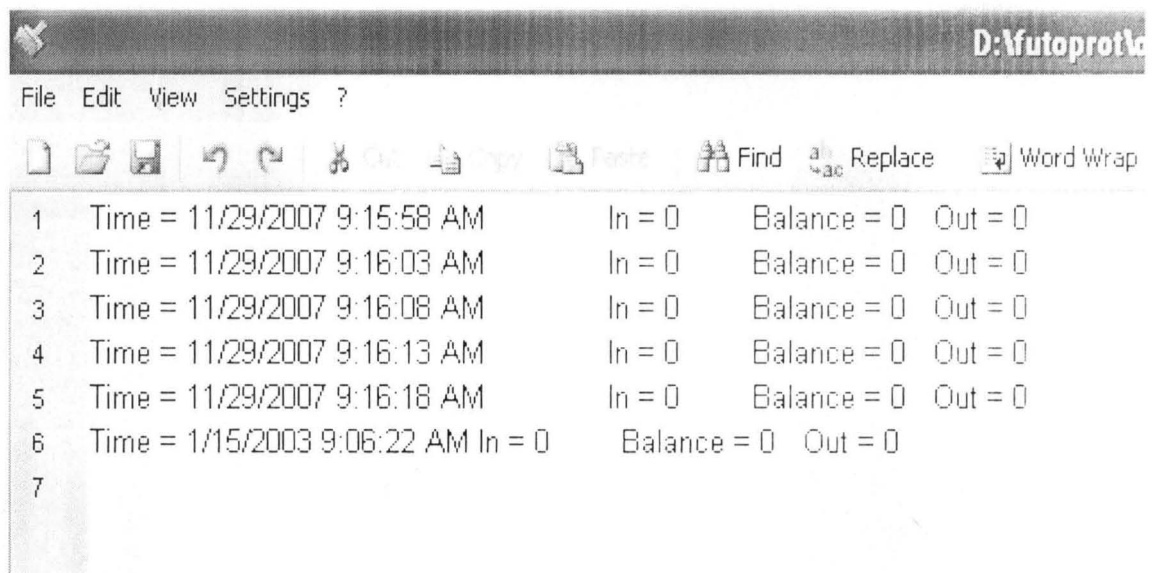 D:\futoprot\
File Edit View Settings ?
Cut Copy Paste Find Replace Word Wrap
1 Time = 11/29/2007 9:15:58 AM In = 0 Balance = 0 Out = 0
2 Time = 11/29/2007 9:16:03 AM In = 0 Balance = 0 Out = 0
3 Time = 11/29/2007 9:16:08 AM In = 0 Balance = 0 Out = 0
4 Time = 11/29/2007 9:16:13 AM In = 0 Balance = 0 Out = 0
5 Time = 11/29/2007 9:16:18 AM In = 0 Balance = 0 Out = 0
6 Time = 1/15/2003 9:06:22 AM In = 0 Balance = 0 Out = 0
7